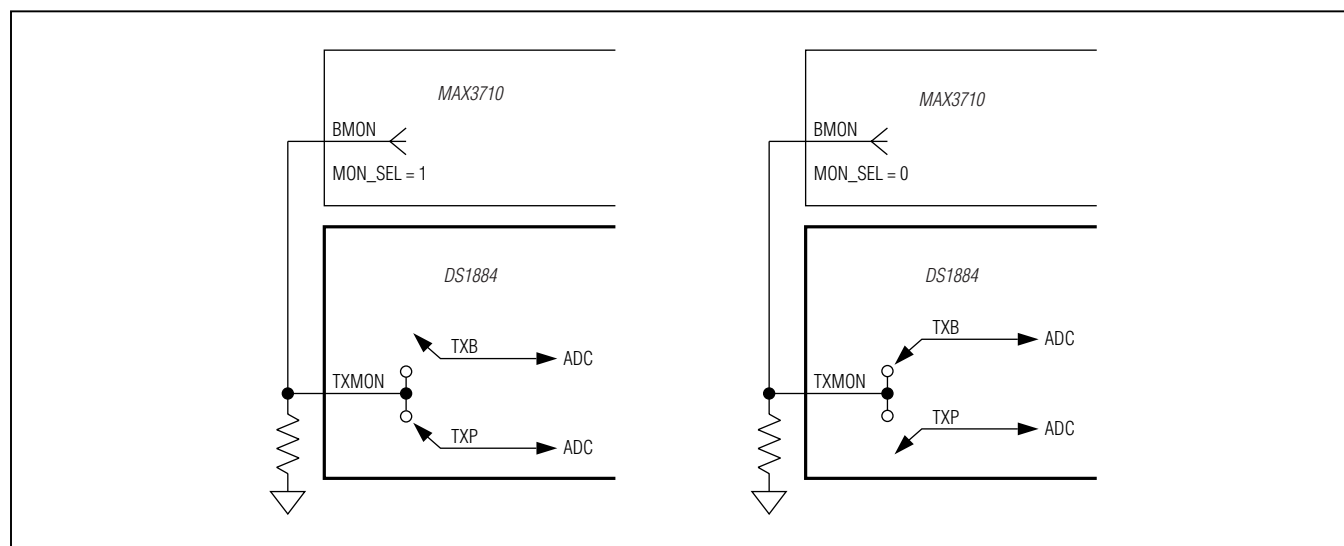 MAX3710
BMON
MON_SEL = 1
DS1884
TXB
ADC
TXMON
TXP
ADC
MAX3710
BMON
MON_SEL = 0
DS1884
TXB
ADC
TXMON
TXP
ADC